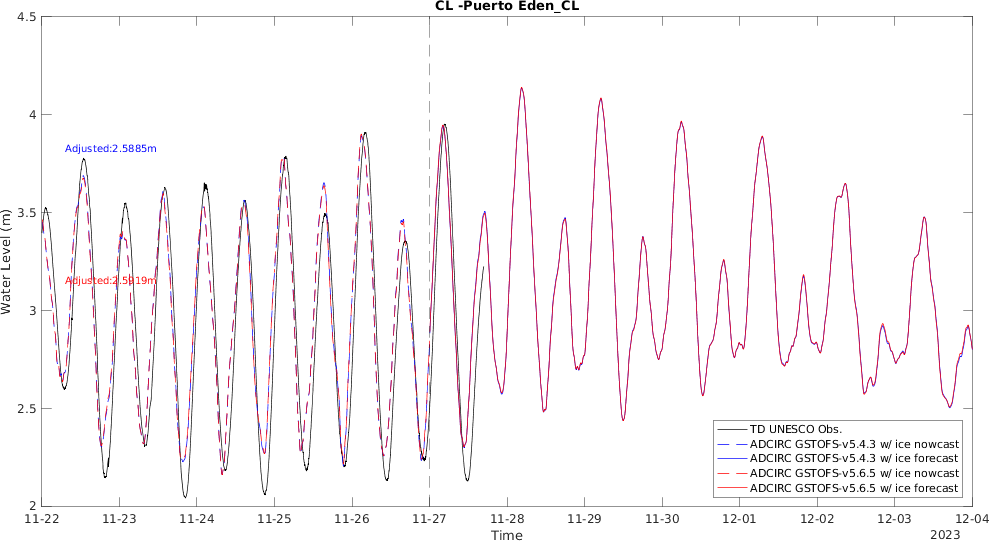 CL -Puerto Eden_CL
4.5
4
3.5
3
2.5
2
Water Level (m)
Adjusted:2.5885m
Adjusted:2.5919m
TD UNESCO Obs.
ADCIRC GSTOFS-v5.4.3 w/ ice nowcast
ADCIRC GSTOFS-v5.4.3 w/ ice forecast
ADCIRC GSTOFS-v5.6.5 w/ ice nowcast
ADCIRC GSTOFS-v5.6.5 w/ ice forecast
11-22 11-23 11-24 11-25 11-26 11-27 11-28 11-29 11-30 12-01 12-02 12-03 12-04
Time
2023